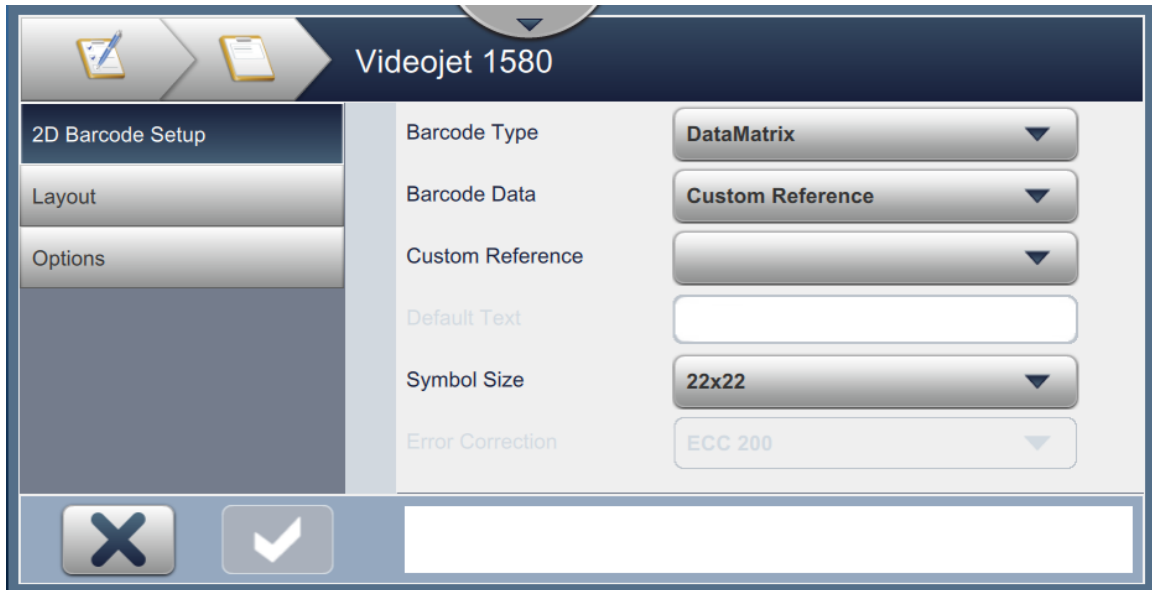 Videojet 1580
2D Barcode Setup
Layout
Options
Barcode Type
DataMatrix
Barcode Data
Custom Reference
Custom Reference
Default Text
Symbol Size
22x22
Error Correction
ECC 200